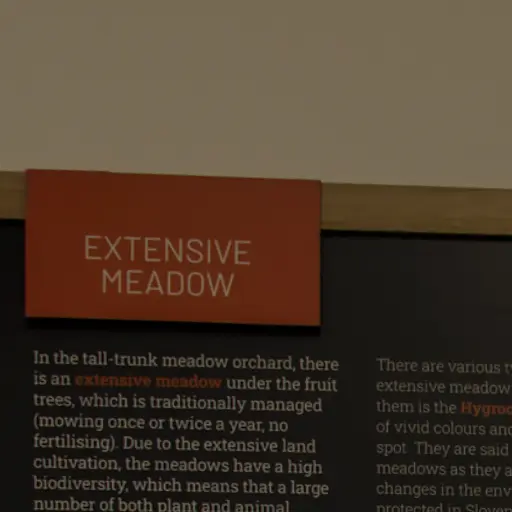 EXTENSIVE
MEADOW
In the tall-trunk meadow orchard, there
is an extensive meadow under the fruit
trees, which is traditionally managed
(mowing once or twice a year, no
fertilising). Due to the extensive land
cultivation, the meadows have a high
biodiversity, which means that a large
number of both plant and animal
There are various
extensive meadow
them is the
of vivid colours
spot. They are said
meadows as they
changes in the
protected in